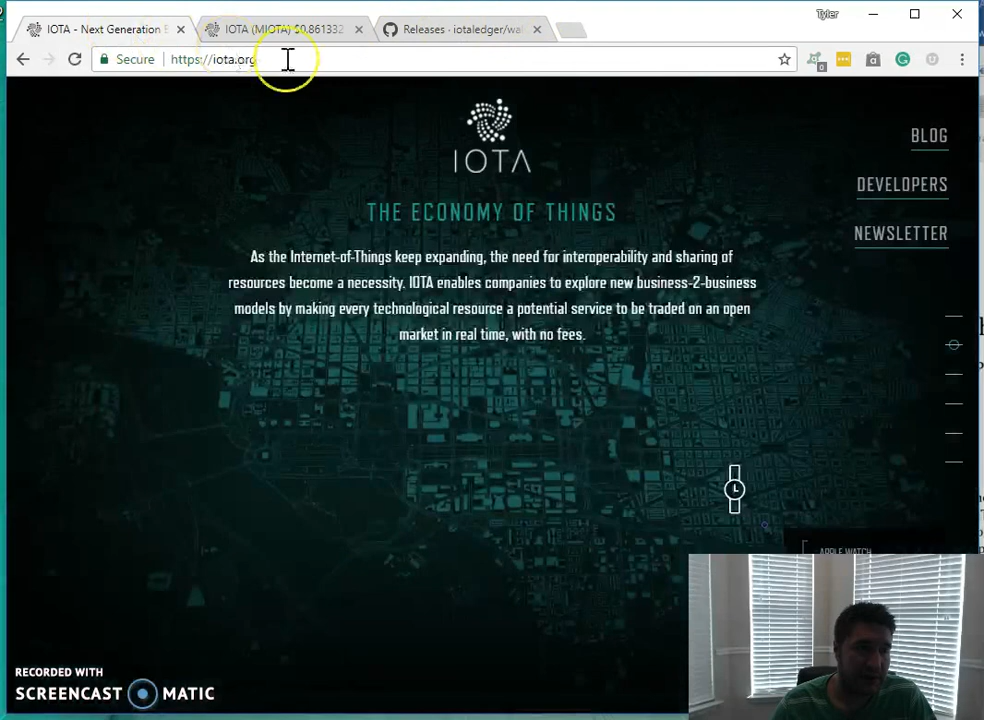 Tyler
IOTA - Next Generation
IOTA (MIOTA) $0.861332
Releases · iotaledger/wal
Secure
https://iota.org
IOTA
BLOG
THE ECONOMY OF THINGS
DEVELOPERS
NEWSLETTER
As the Internet-of-Things keep expanding, the need for interoperability and sharing of
resources become a necessity. IOTA enables companies to explore new business-2-business
models by making every technological resource a potential service to be traded on an open
market in real time, with no fees.
APPLE WATCH
RECORDED WITH
SCREENCAST MATIC